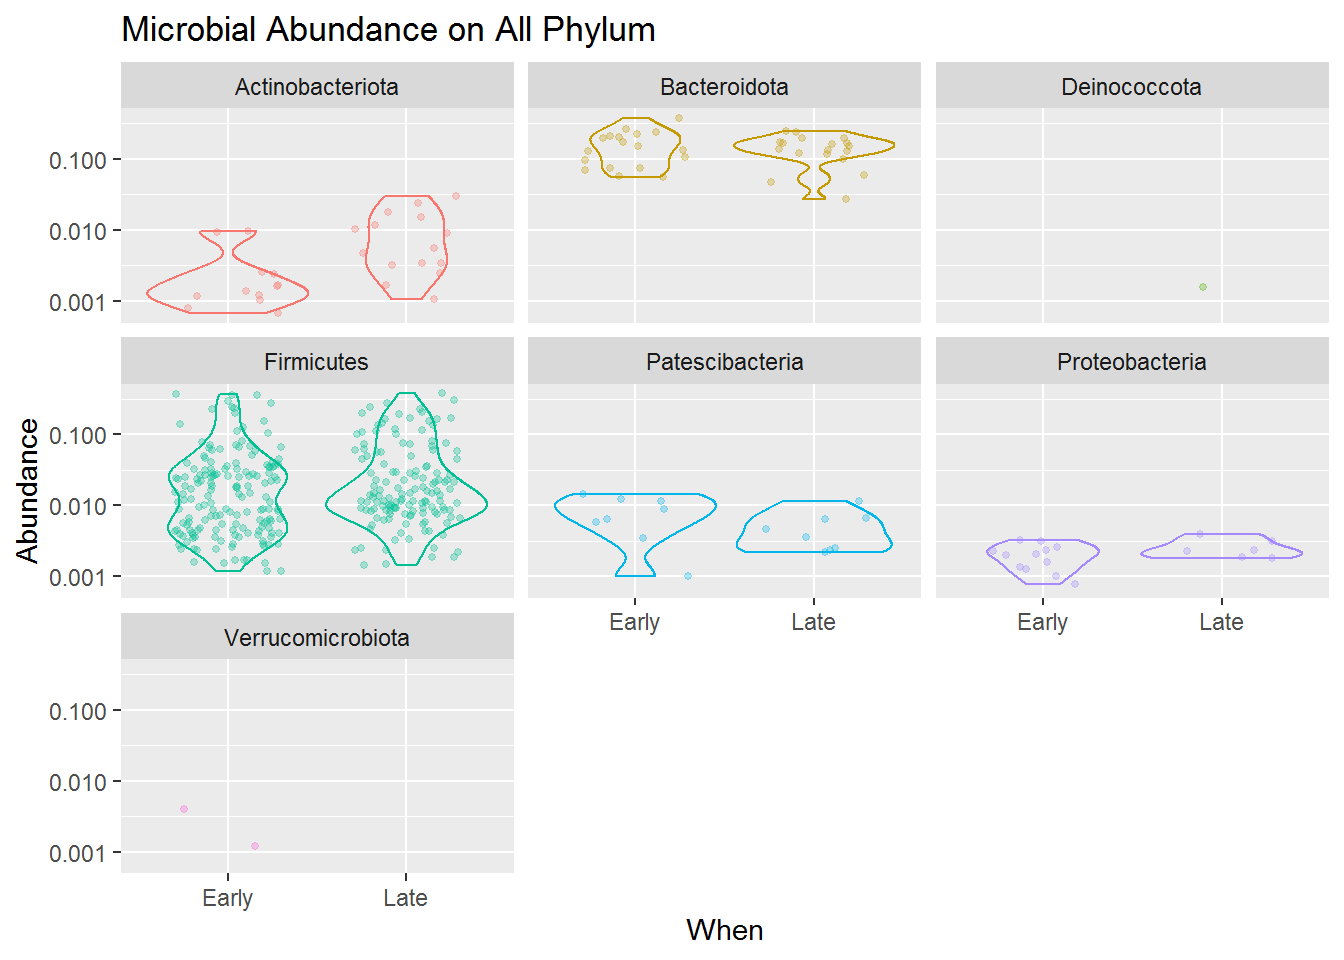 Microbial Abundance on All Phylum
Actinobacteriota
Bacteroidota
Deinococcota
0.100
0.010
0.001
Firmicutes
Patescibacteria
Proteobacteria
0.100
0.010
0.001
Abundance
Early
Late
Early
Late
Verrucomicrobiota
0.100
0.010
0.001
Early
Late
When